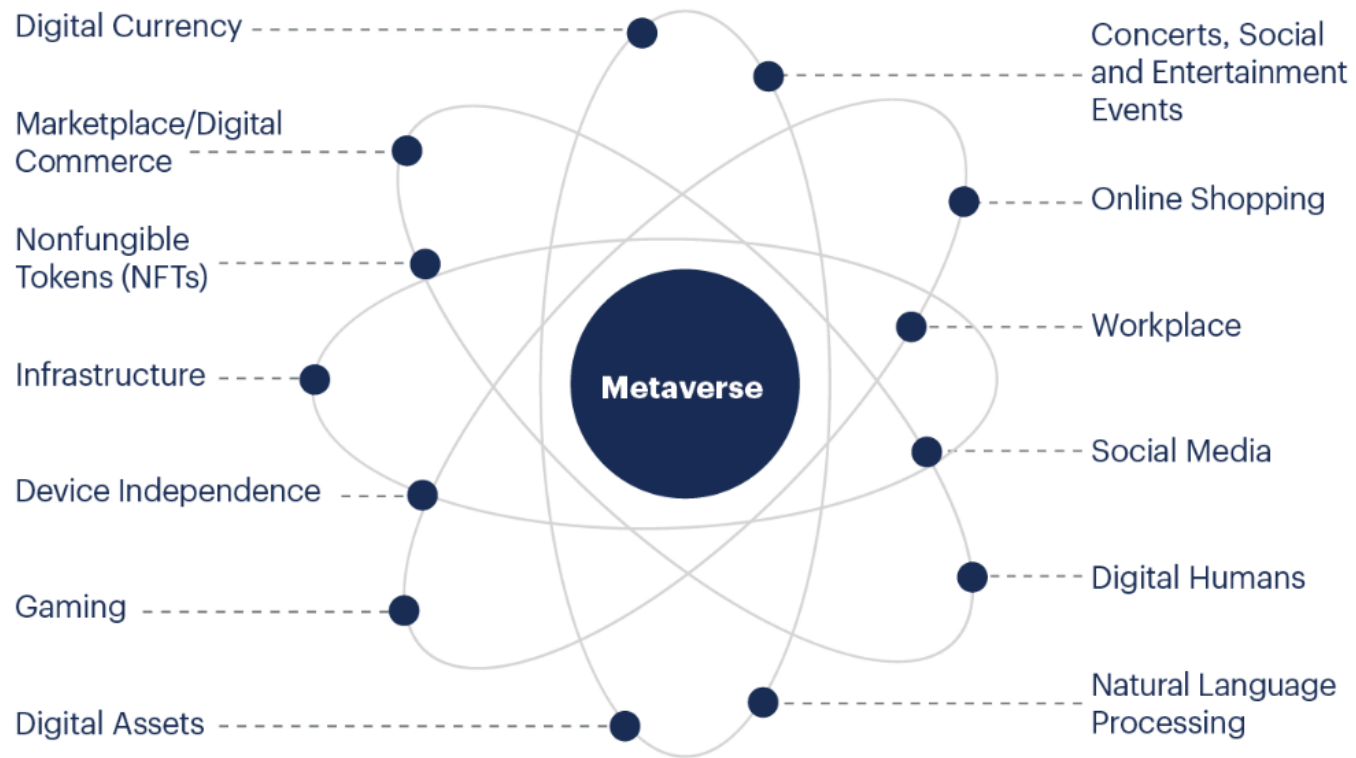 Digital Currency
Marketplace/Digital
Commerce
Nonfungible
Tokens (NFTs)
Infrastructure
Device Independence
Gaming
Digital Assets
Metaverse
Concerts, Social
and Entertainment
Events
Online Shopping
Workplace
Social Media
Digital Humans
Natural Language
Processing